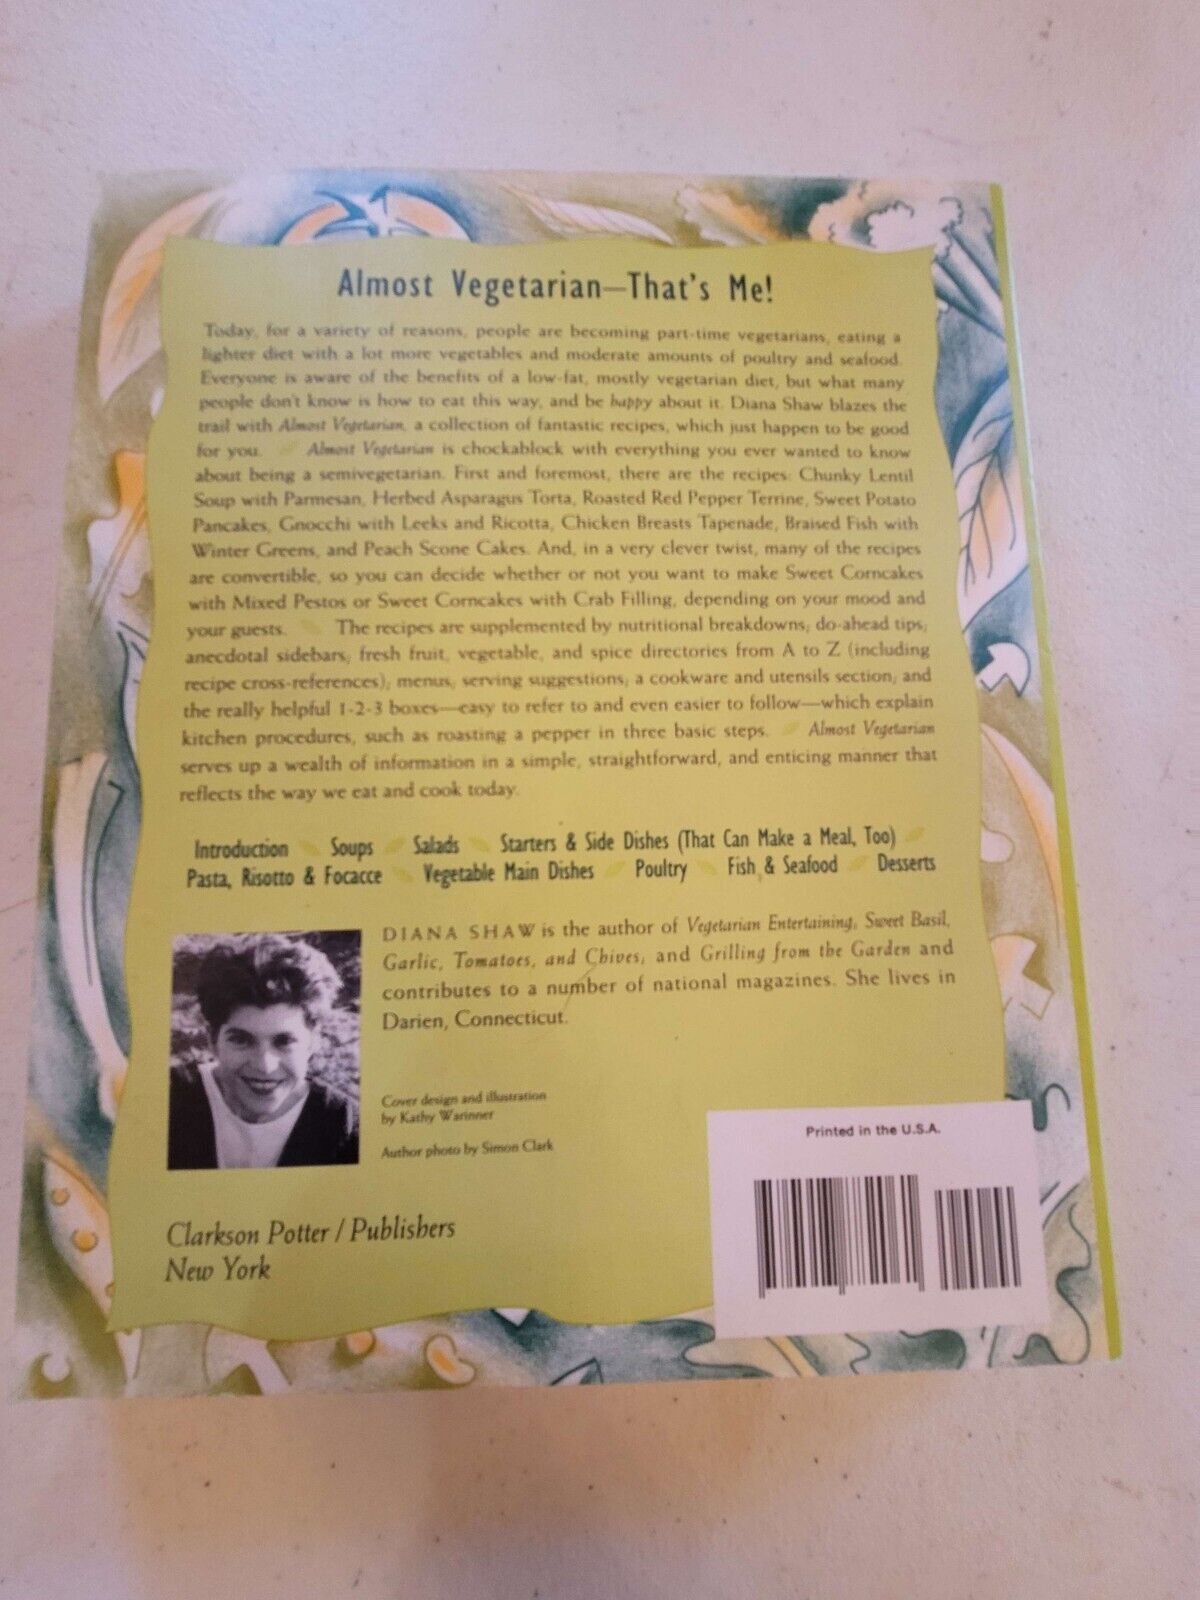 Almost Vegetarian—That's Me!
Today, for a variety of reasons, people are becoming part-time vegetarians, eating a
lighter diet with a lot more vegetables and moderate amounts of poultry and seafood.
Everyone is aware of the benefits of a low-fat, mostly vegetarian diet, but what many
people don't know is how to eat this way, and be happy about it. Diana Shaw blazes the
trail with Almost Vegetarian, a collection of fantastic recipes, which just happen to be good
for you. Almost Vegetarian is chockablock with everything you ever wanted to know
about being a semivegetarian. First and foremost, there are the recipes: Chunky Lentil
Soup with Parmesan, Herbed Asparagus Torta, Roasted Red Pepper Terrine, Sweet Potato
Pancakes, Gnocchi with Leeks and Ricotta, Chicken Breasts Tapenade, Braised Fish with
Winter Greens, and Peach Scone Cakes. And, in a very clever twist, many of the recipes
are convertible, so you can decide whether or not you want to make Sweet Corncakes
with Mixed Pestos or Sweet Corncakes with Crab Filling, depending on your mood and
your guests. The recipes are supplemented by nutritional breakdowns; do-ahead tips;
anecdotal sidebars; fresh fruit, vegetable, and spice directories from A to Z (including
recipe cross-references); menus; serving suggestions; a cookware and utensils section; and
the really helpful 1-2-3 boxes—easy to refer to and even easier to follow—which explain
kitchen procedures, such as roasting a pepper in three basic steps. Almost Vegetarian
serves up a wealth of information in a simple, straightforward, and enticing manner that
reflects the way we eat and cook today.
Introduction Soups Salads Starters & Side Dishes (That Can Make a Meal, Too)
Pasta, Risotto & Focacce Vegetable Main Dishes Poultry Fish & Seafood Desserts
DIANA SHAW is the author of Vegetarian Entertaining, Sweet Basil,
Garlic, Tomatoes, and Chives, and Grilling from the Garden and
contributes to a number of national magazines. She lives in
Darien, Connecticut.
Cover design and illustration
by Kathy Warinner
Author photo by Simon Clark
Printed in the U.S.A.
Clarkson Potter / Publishers
New York